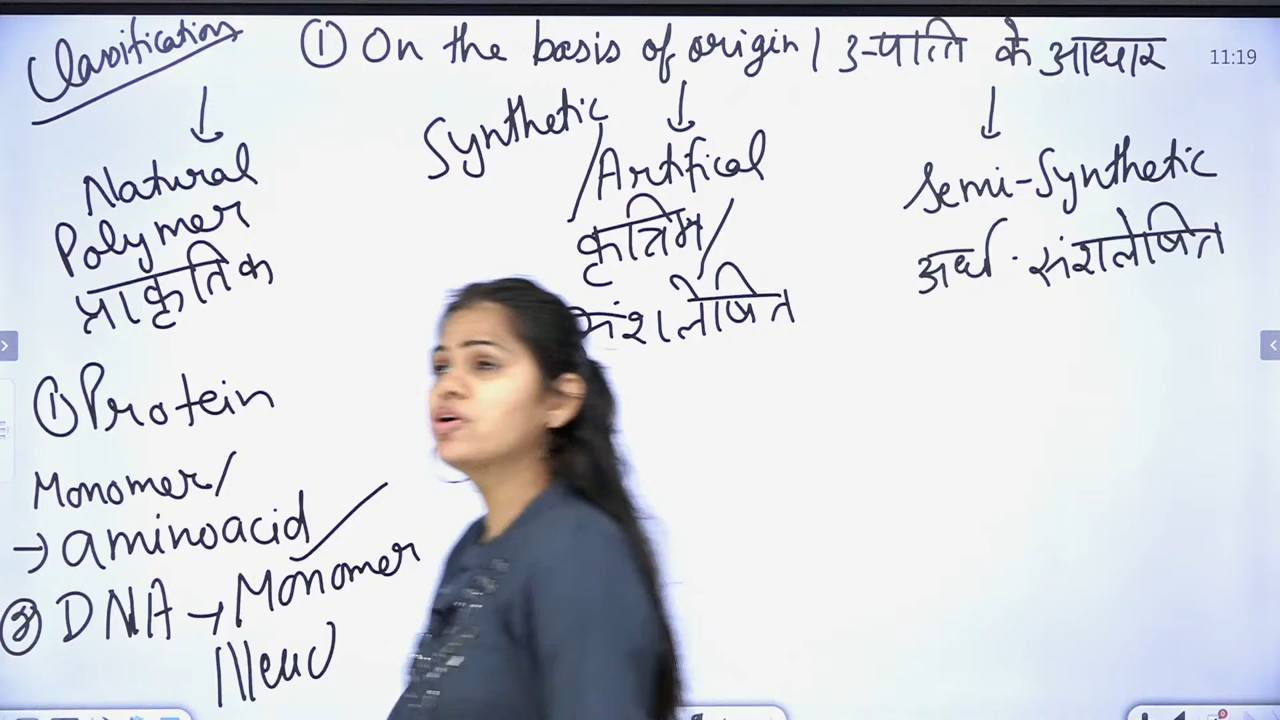 Classification ① On the basis of origin / उत्पत्ति के आधार 11:19
Natural
Polymer
प्राकृतिक
Synthetic
/Artifical
कृत्रिम/
संश्लेषित
Semi-Synthetic
अर्ध-संश्लेषित
① Protein
Monomer/
→ aminoacid
② DNA → Monomer